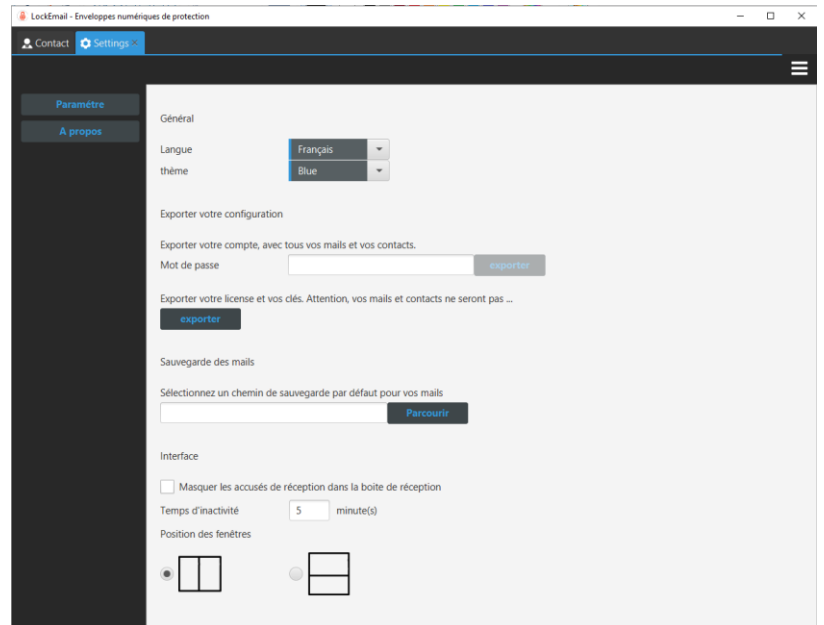 LockEmail - Enveloppes numériques de protection
Contact Settings
Paramétre
A propos
Général
Langue Français
thème Blue
Exporter votre configuration
Exporter votre compte, avec tous vos mails et vos contacts.
Mot de passe exporter
Exporter votre license et vos clés. Attention, vos mails et contacts ne seront pas ...
exporter
Sauvegarde des mails
Sélectionnez un chemin de sauvegarde par défaut pour vos mails
Parcourir
Interface
Masquer les accusés de réception dans la boite de réception
Temps d'inactivité 5 minute(s)
Position des fenêtres